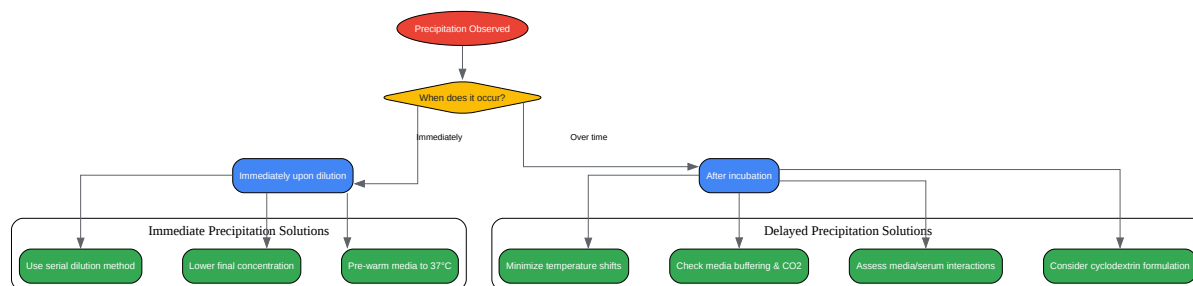 Precipitation Observed
When does it occur?
Immediately
Over time
Immediately upon dilution
After incubation
Immediate Precipitation Solutions
Delayed Precipitation Solutions
Use serial dilution method
Lower final concentration
Pre-warm media to 37°C
Minimize temperature shifts
Check media buffering & CO2
Assess media/serum interactions
Consider cyclodextrin formulation